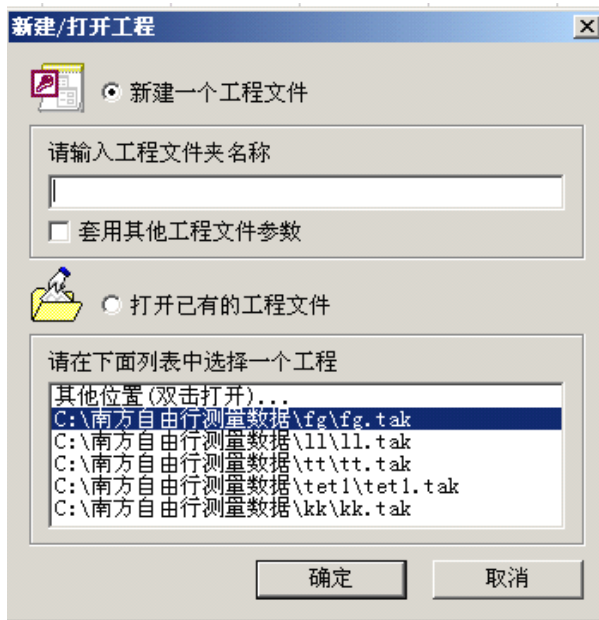 新建/打开工程
新建一个工程文件
请输入工程文件夹名称
套用其他工程文件参数
打开已有的工程文件
请在下面列表中选择一个工程
其他位置(双击打开)...
C:\南方自由行测量数据\fg\fg.tak
C:\南方自由行测量数据\ll\ll.tak
C:\南方自由行测量数据\tt\tt.tak
C:\南方自由行测量数据\tet1\tet1.tak
C:\南方自由行测量数据\kk\kk.tak
确定
取消